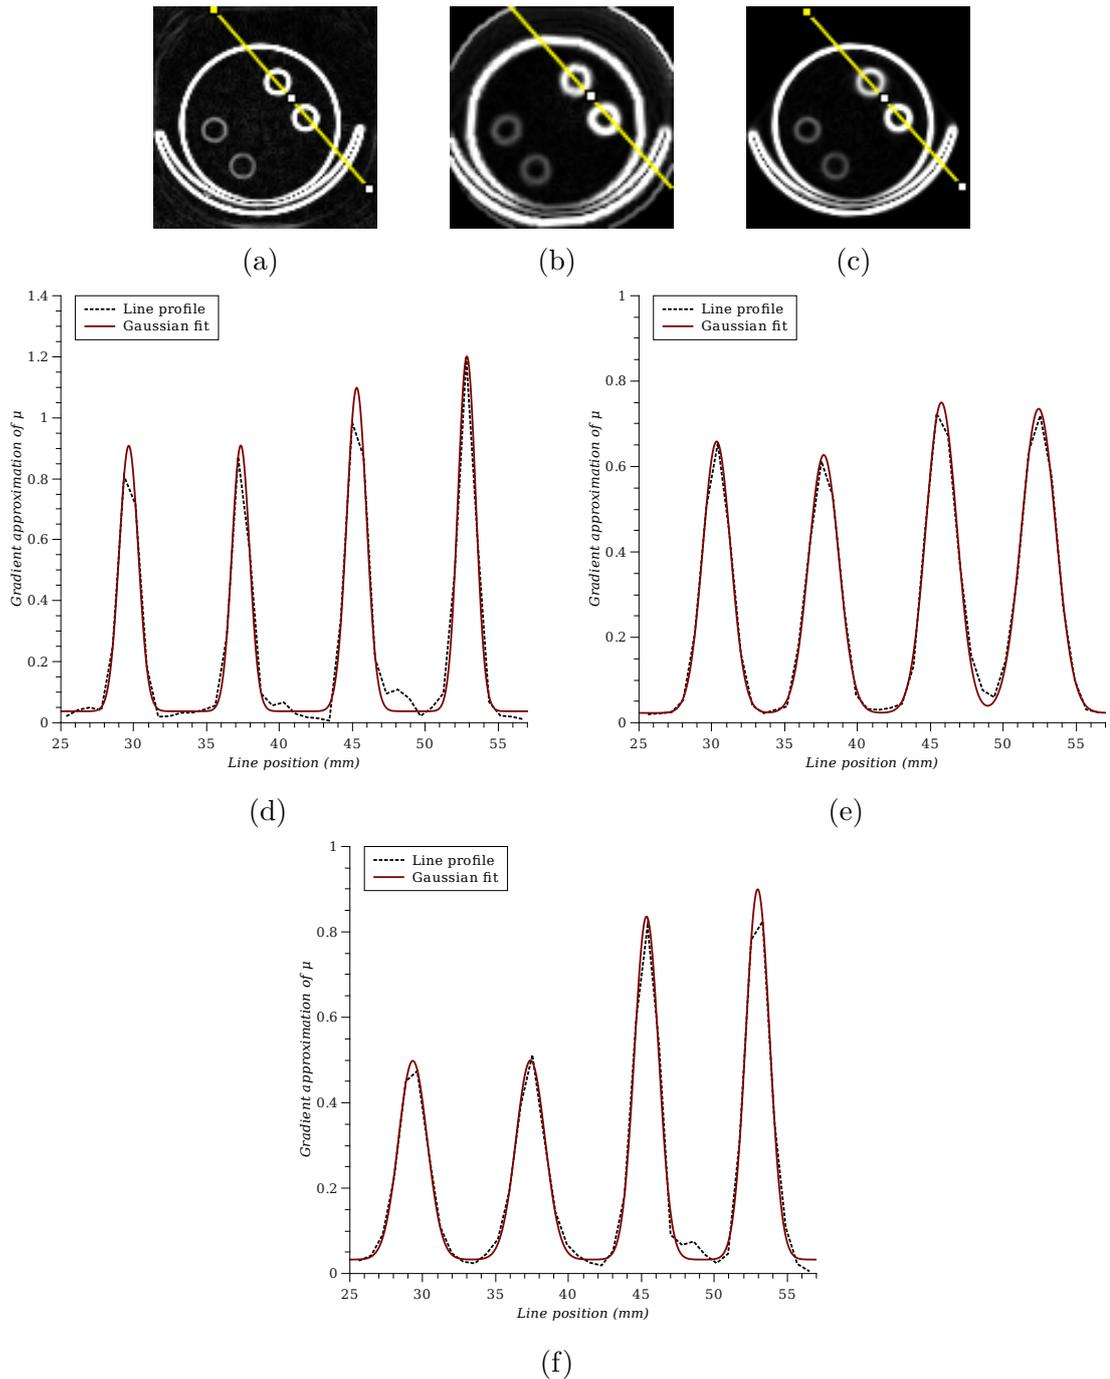 (a) (b) (c)
1.4
1.2
1
0.8
0.6
0.4
0.2
0
Gradient approximation of μ
Line profile
Gaussian fit
25 30 35 40 45 50 55
Line position (mm)
(d)
1
0.8
0.6
0.4
0.2
0
Gradient approximation of μ
Line profile
Gaussian fit
25 30 35 40 45 50 55
Line position (mm)
(e)
1
0.8
0.6
0.4
0.2
0
Gradient approximation of μ
Line profile
Gaussian fit
25 30 35 40 45 50 55
Line position (mm)
(f)